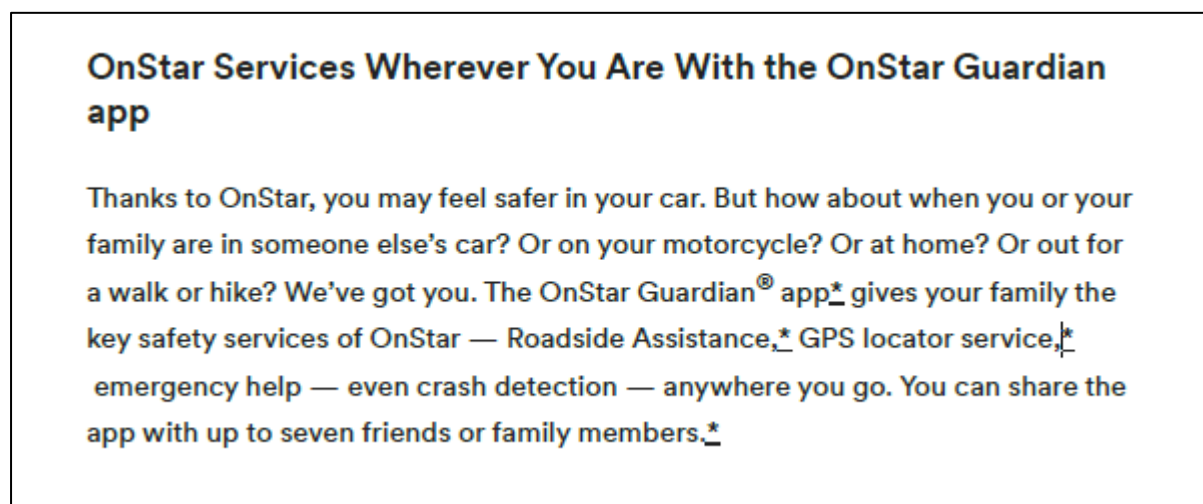 OnStar Services Wherever You Are With the OnStar Guardian
app
Thanks to OnStar, you may feel safer in your car. But how about when you or your
family are in someone else’s car? Or on your motorcycle? Or at home? Or out for
a walk or hike? We’ve got you. The OnStar Guardian® app* gives your family the
key safety services of OnStar — Roadside Assistance,* GPS locator service,*
emergency help — even crash detection — anywhere you go. You can share the
app with up to seven friends or family members.*